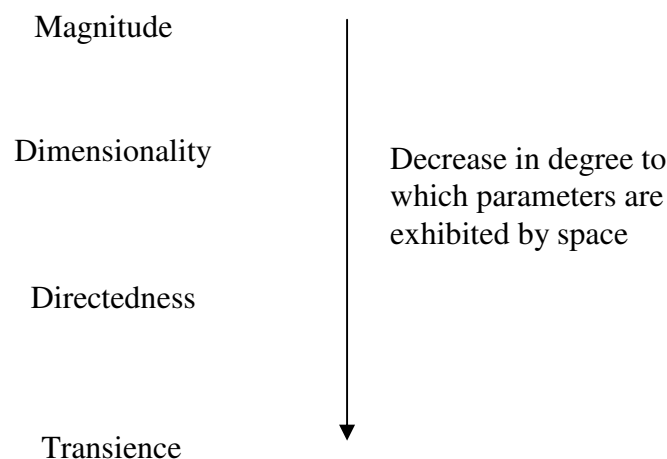 Magnitude
Dimensionality
Decrease in degree to
which parameters are
exhibited by space
Directedness
Transience